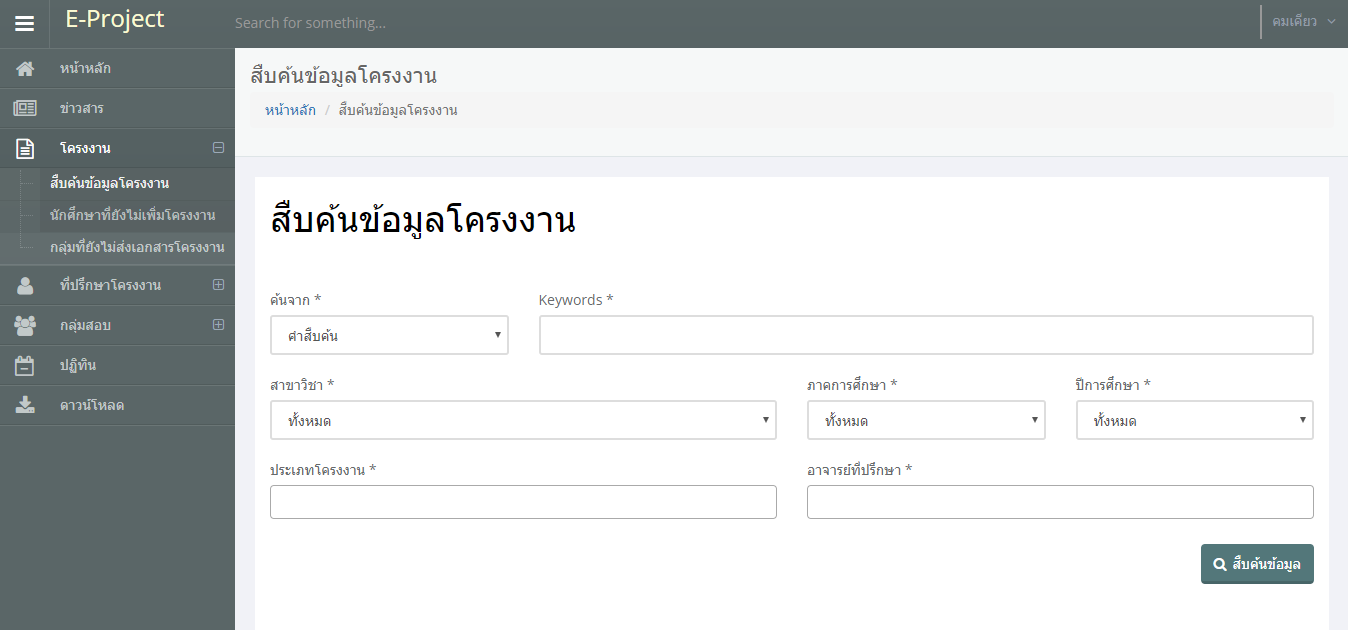 E-Project
Search for something...
คมเดียว
หน้าหลัก
ข่าวสาร
โครงงาน
สืบค้นข้อมูลโครงงาน
นักศึกษาที่ยังไม่เพิ่มโครงงาน
กลุ่มที่ยังไม่ส่งเอกสารโครงงาน
ที่ปรึกษาโครงงาน
กลุ่มสอบ
ปฏิทิน
ดาวน์โหลด
สืบค้นข้อมูลโครงงาน
หน้าหลัก / สืบค้นข้อมูลโครงงาน
สืบค้นข้อมูลโครงงาน
ค้นจาก * Keywords *
คำสืบค้น
สาขาวิชา * ภาคการศึกษา * ปีการศึกษา *
ทั้งหมด ทั้งหมด ทั้งหมด
ประเภทโครงงาน * อาจารย์ที่ปรึกษา *
สืบค้นข้อมูล